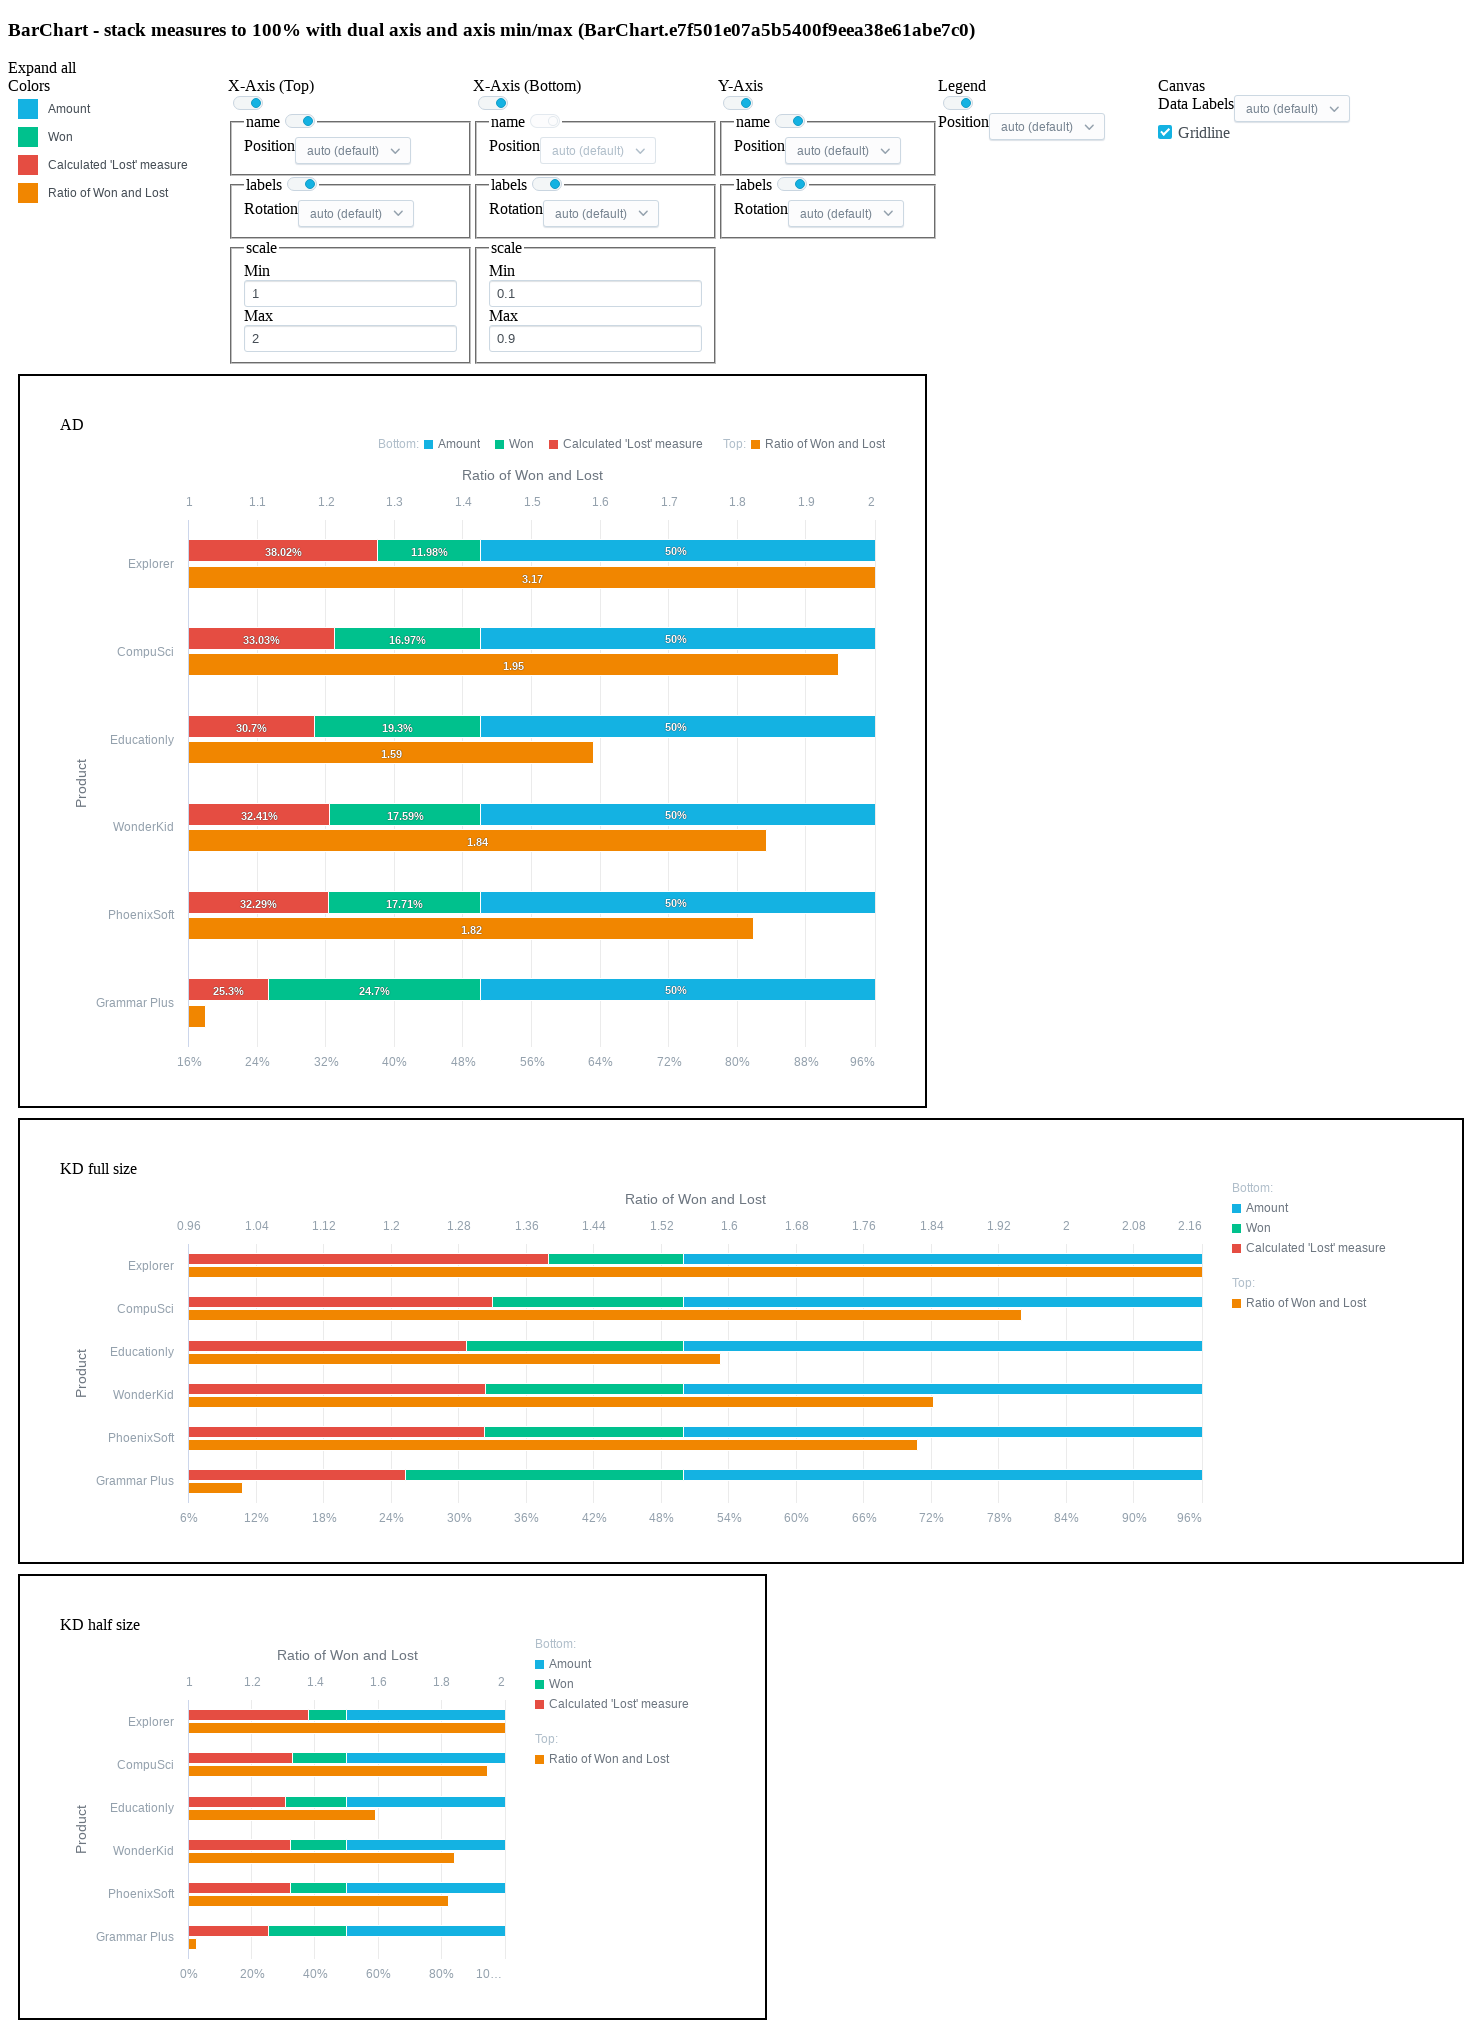 BarChart - stack measures to 100% with dual axis and axis min/max (BarChart.e7f501e07a5b5400f9eea38e61abe7c0)
Expand all
Colors
Amount
Won
Calculated 'Lost' measure
Ratio of Won and Lost
X-Axis (Top)
name
Position auto (default)
labels
Rotation auto (default)
scale
Min
1
Max
2
X-Axis (Bottom)
name
Position auto (default)
labels
Rotation auto (default)
scale
Min
0.1
Max
0.9
Y-Axis
name
Position auto (default)
labels
Rotation auto (default)
Legend
Position auto (default)
Canvas
Data Labels auto (default)
Gridline
AD
Bottom: Amount Won Calculated 'Lost' measure Top: Ratio of Won and Lost
Ratio of Won and Lost
1 1.1 1.2 1.3 1.4 1.5 1.6 1.7 1.8 1.9 2
Product
Explorer
38.02% 11.98% 50%
3.17
CompuSci
33.03% 16.97% 50%
1.95
Educationly
30.7% 19.3% 50%
1.59
WonderKid
32.41% 17.59% 50%
1.84
PhoenixSoft
32.29% 17.71% 50%
1.82
Grammar Plus
25.3% 24.7% 50%
16% 24% 32% 40% 48% 56% 64% 72% 80% 88% 96%
KD full size
Ratio of Won and Lost
0.96 1.04 1.12 1.2 1.28 1.36 1.44 1.52 1.6 1.68 1.76 1.84 1.92 2 2.08 2.16
Product
Explorer
CompuSci
Educationly
WonderKid
PhoenixSoft
Grammar Plus
6% 12% 18% 24% 30% 36% 42% 48% 54% 60% 66% 72% 78% 84% 90% 96%
Bottom:
Amount
Won
Calculated 'Lost' measure
Top:
Ratio of Won and Lost
KD half size
Ratio of Won and Lost
1 1.2 1.4 1.6 1.8 2
Product
Explorer
CompuSci
Educationly
WonderKid
PhoenixSoft
Grammar Plus
0% 20% 40% 60% 80% 10…
Bottom:
Amount
Won
Calculated 'Lost' measure
Top:
Ratio of Won and Lost